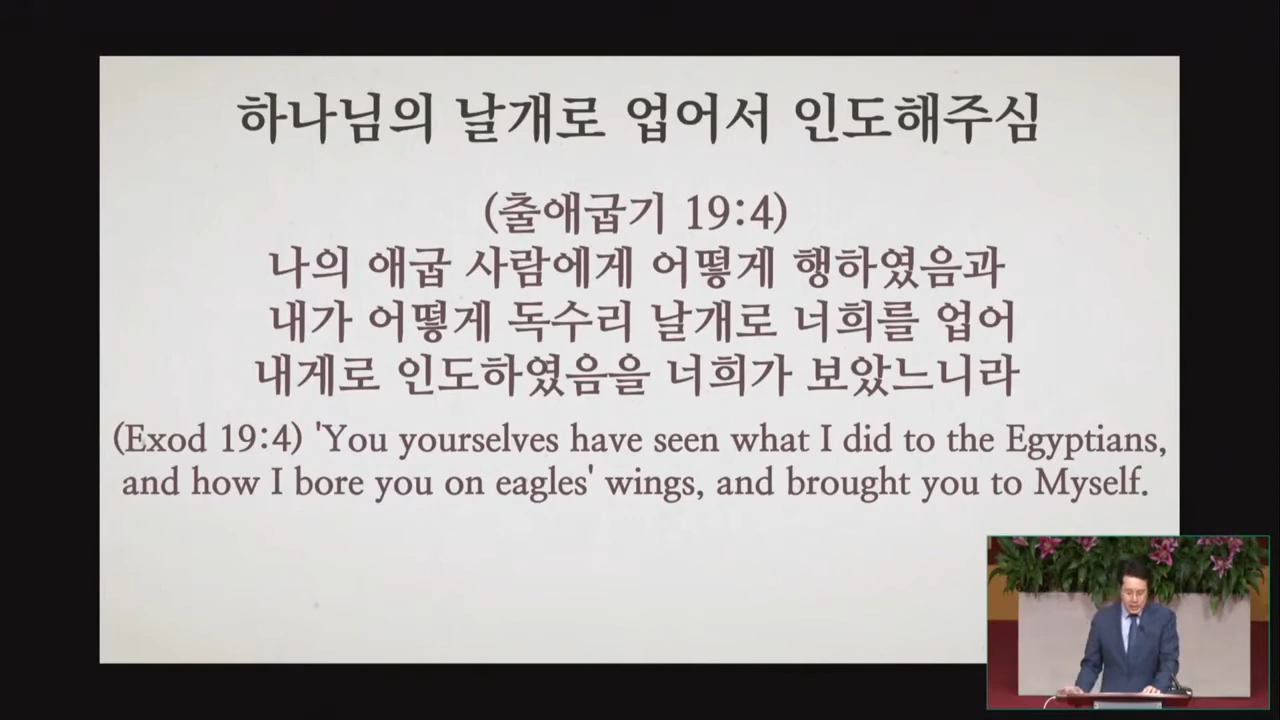 하나님의 날개로 업어서 인도해주심
(출애굽기 19:4)
나의 애굽 사람에게 어떻게 행하였음과
내가 어떻게 독수리 날개로 너희를 업어
내게로 인도하였음을 너희가 보았느니라
(Exod 19:4) 'You yourselves have seen what I did to the Egyptians,
and how I bore you on eagles' wings, and brought you to Myself.